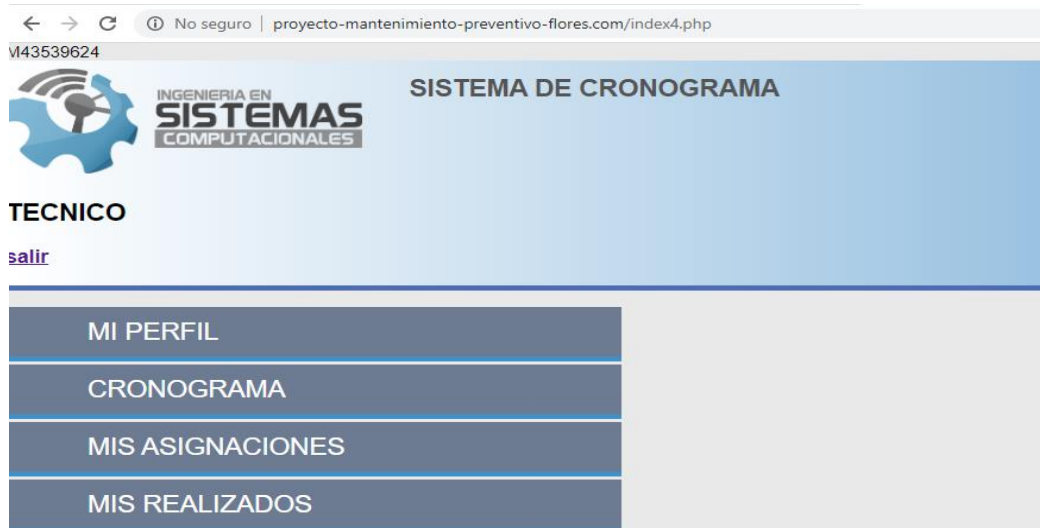 No seguro | proyecto-mantenimiento-preventivo-flores.com/index4.php
M43539624
INGENIERIA EN
SISTEMAS
COMPUTACIONALES
SISTEMA DE CRONOGRAMA
TECNICO
salir
MI PERFIL
CRONOGRAMA
MIS ASIGNACIONES
MIS REALIZADOS